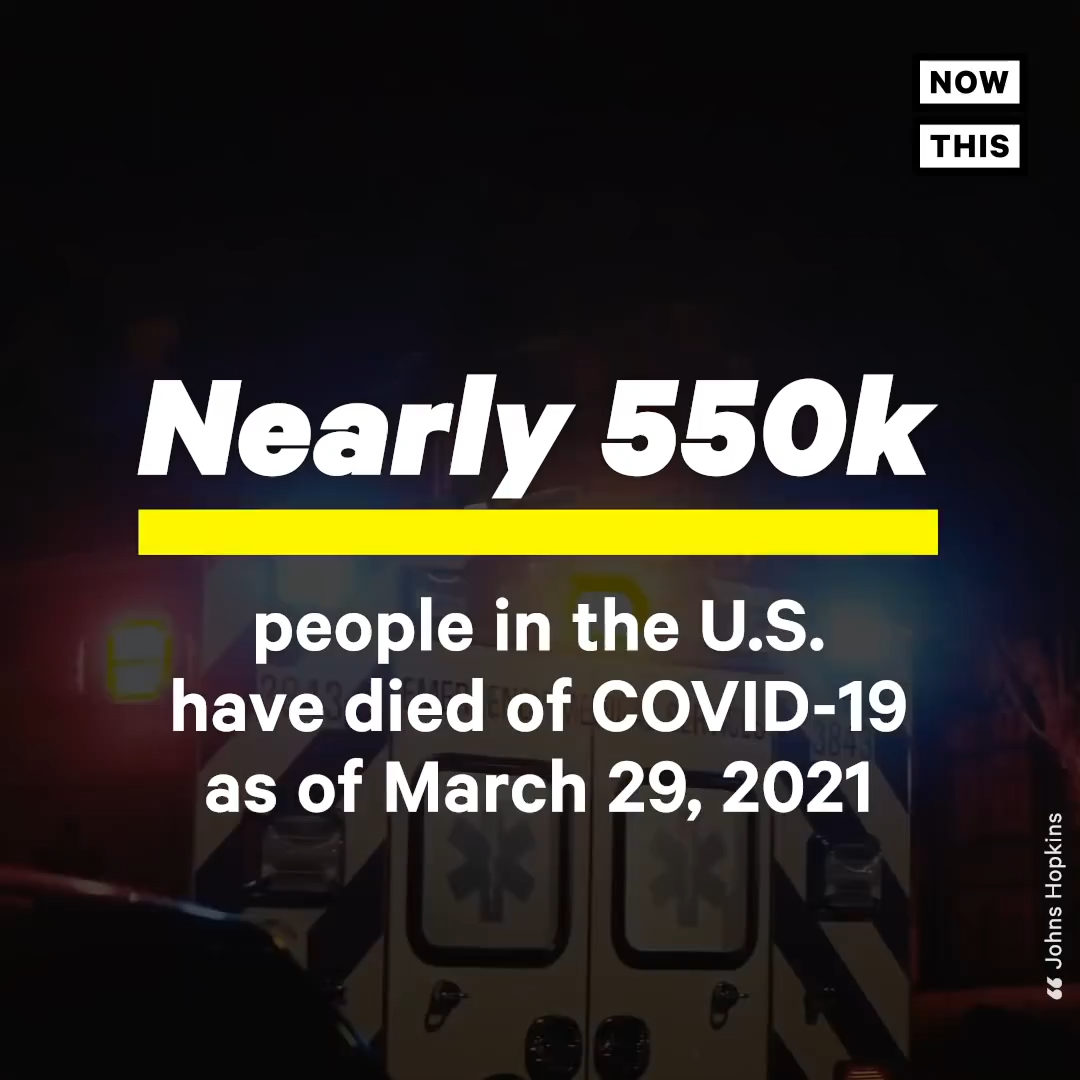 NOW
THIS
Nearly 550k
people in the U.S.
have died of COVID-19
as of March 29, 2021
“ Johns Hopkins
3843